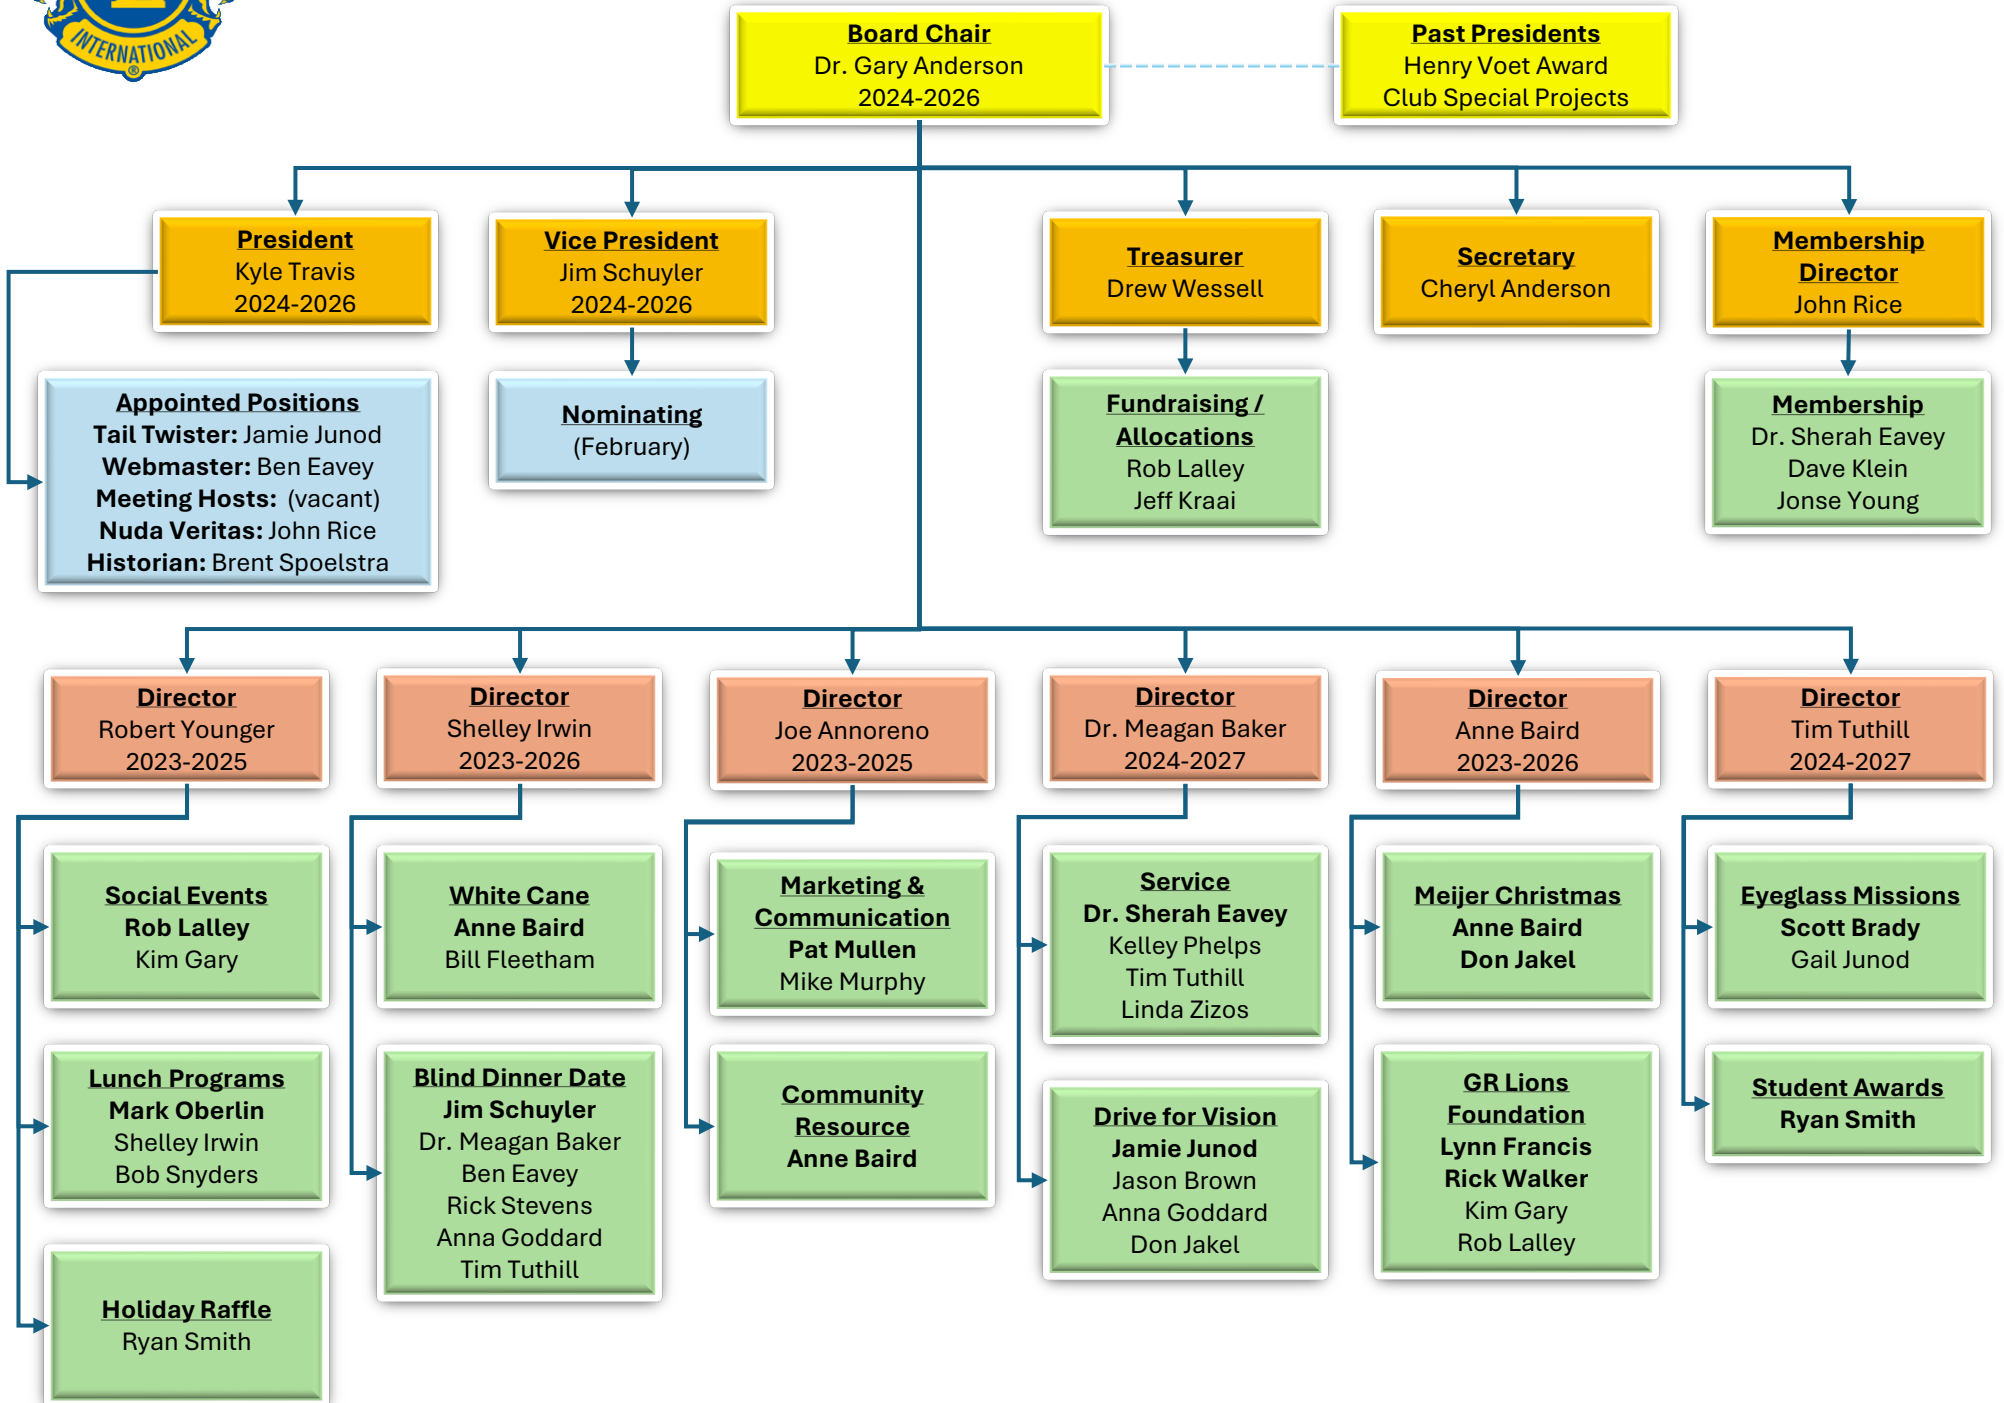 INTERNATIONAL
®
Board Chair
Dr. Gary Anderson
2024-2026
Past Presidents
Henry Voet Award
Club Special Projects
President
Kyle Travis
2024-2026
Vice President
Jim Schuyler
2024-2026
Treasurer
Drew Wessell
Secretary
Cheryl Anderson
Membership
Director
John Rice
Appointed Positions
Tail Twister: Jamie Junod
Webmaster: Ben Eavey
Meeting Hosts: (vacant)
Nuda Veritas: John Rice
Historian: Brent Spoelstra
Nominating
(February)
Fundraising /
Allocations
Rob Lalley
Jeff Kraai
Membership
Dr. Sherah Eavey
Dave Klein
Jonse Young
Director
Robert Younger
2023-2025
Director
Shelley Irwin
2023-2026
Director
Joe Annoreno
2023-2025
Director
Dr. Meagan Baker
2024-2027
Director
Anne Baird
2023-2026
Director
Tim Tuthill
2024-2027
Social Events
Rob Lalley
Kim Gary
White Cane
Anne Baird
Bill Fleetham
Marketing &
Communication
Pat Mullen
Mike Murphy
Service
Dr. Sherah Eavey
Kelley Phelps
Tim Tuthill
Linda Zizos
Meijer Christmas
Anne Baird
Don Jakel
Eyeglass Missions
Scott Brady
Gail Junod
Lunch Programs
Mark Oberlin
Shelley Irwin
Bob Snyders
Blind Dinner Date
Jim Schuyler
Dr. Meagan Baker
Ben Eavey
Rick Stevens
Anna Goddard
Tim Tuthill
Community
Resource
Anne Baird
Drive for Vision
Jamie Junod
Jason Brown
Anna Goddard
Don Jakel
GR Lions
Foundation
Lynn Francis
Rick Walker
Kim Gary
Rob Lalley
Student Awards
Ryan Smith
Holiday Raffle
Ryan Smith